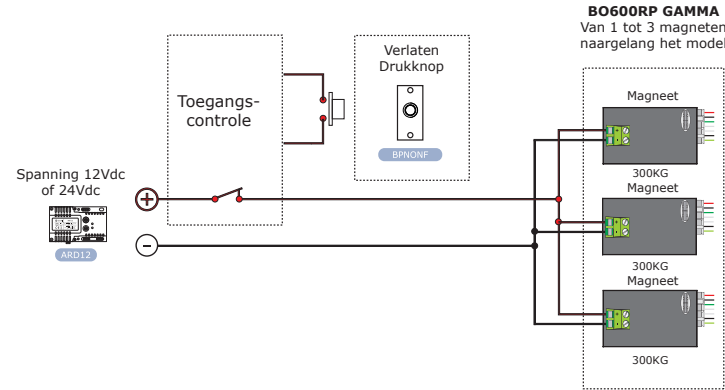 BO600RP GAMMA
Van 1 tot 3 magneten
naargelang het model
Verlaten
Drukknop
Toegangs-
controle
BPNONF
Spanning 12Vdc
of 24Vdc
+
-
ARD12
Magneet
300KG
Magneet
300KG
Magneet
300KG